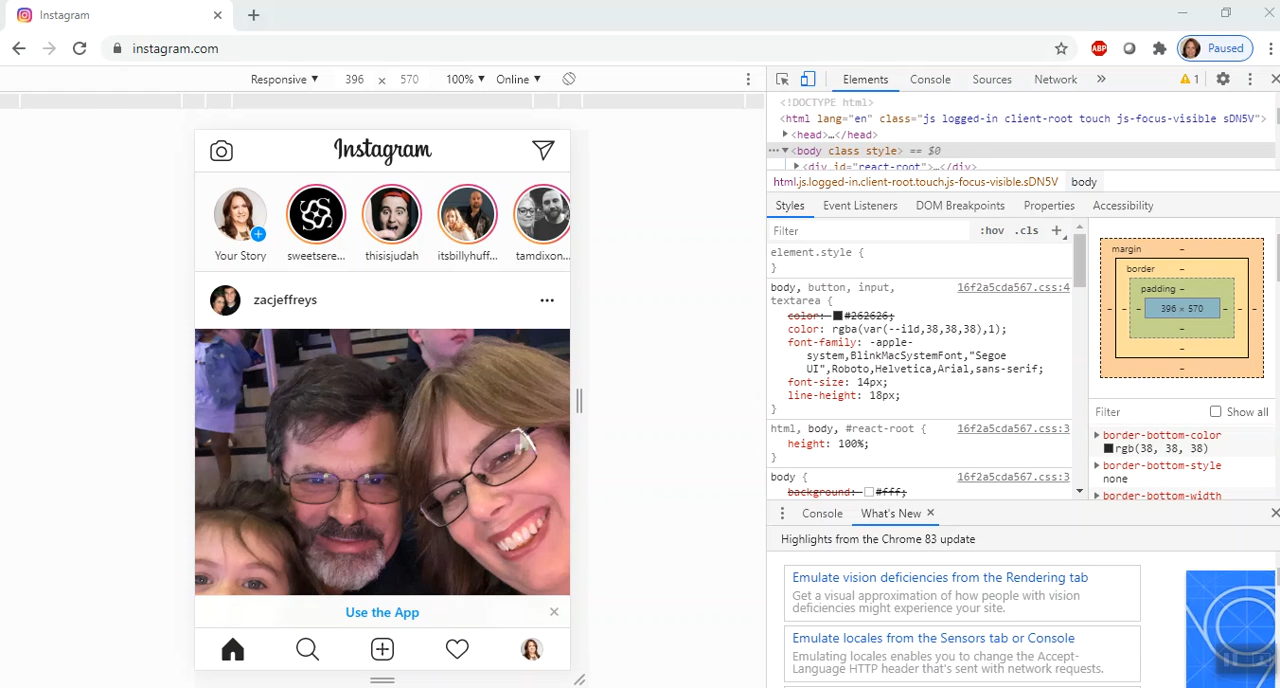 Instagram
instagram.com
ABP
Paused
Responsive ▼ 396 × 570 100% ▼ Online ▼
Elements Console Sources Network » 1
<!DOCTYPE html>
<html lang="en" class="js logged-in client-root touch js-focus-visible sDN5V">
<head>…</head>
<body class style> == $0
<div id="react-root">…</div>
html.js.logged-in.client-root.touch.js-focus-visible.sDN5V body
Styles Event Listeners DOM Breakpoints Properties Accessibility
Filter :hov .cls +
element.style {
}
body, button, input, 16f2a5cda567.css:4
textarea {
color: #262626;
color: rgba(var(--i1d,38,38,38),1);
font-family: -apple-
system,BlinkMacSystemFont,"Segoe
UI",Roboto,Helvetica,Arial,sans-serif;
font-size: 14px;
line-height: 18px;
}
html, body, #react-root { 16f2a5cda567.css:3
height: 100%;
}
body { 16f2a5cda567.css:3
background: #fff;
margin –
border –
padding –
396 × 570
Filter Show all
border-bottom-color
rgb(38, 38, 38)
border-bottom-style
none
border-bottom-width
Console What's New ×
Highlights from the Chrome 83 update
Emulate vision deficiencies from the Rendering tab
Get a visual approximation of how people with vision
deficiencies might experience your site.
Emulate locales from the Sensors tab or Console
Emulating locales enables you to change the Accept-
Language HTTP header that's sent with network requests.
Instagram
Your Story sweetsere... thisisjudah itsbillyhuff... tamdixon...
zacjeffreys
Use the App